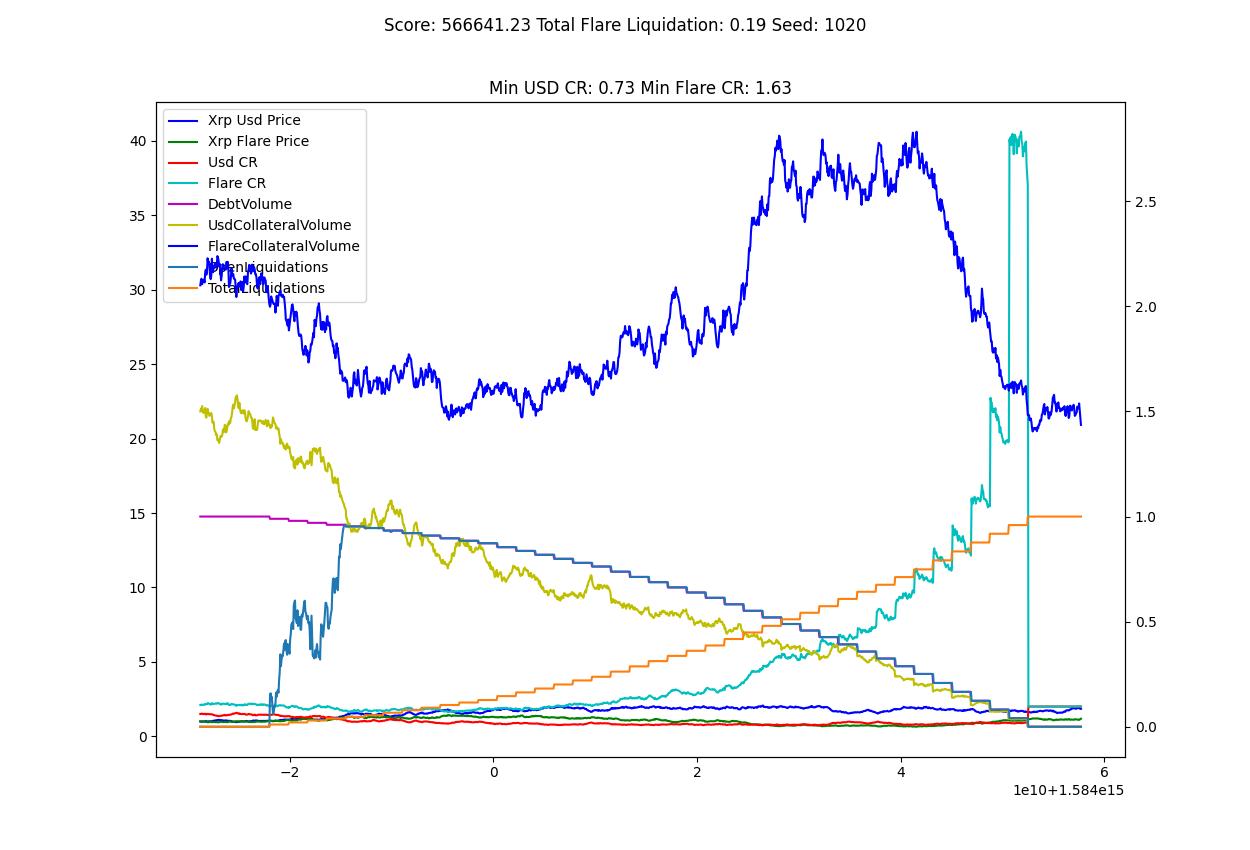 Score: 566641.23 Total Flare Liquidation: 0.19 Seed: 1020
Min USD CR: 0.73 Min Flare CR: 1.63
Xrp Usd Price
Xrp Flare Price
Usd CR
Flare CR
DebtVolume
UsdCollateralVolume
FlareCollateralVolume
OpenLiquidations
TotalLiquidations
40
35
30
25
20
15
10
5
0
2.5
2.0
1.5
1.0
0.5
0.0
−2
0
2
4
6
1e10+1.584e15